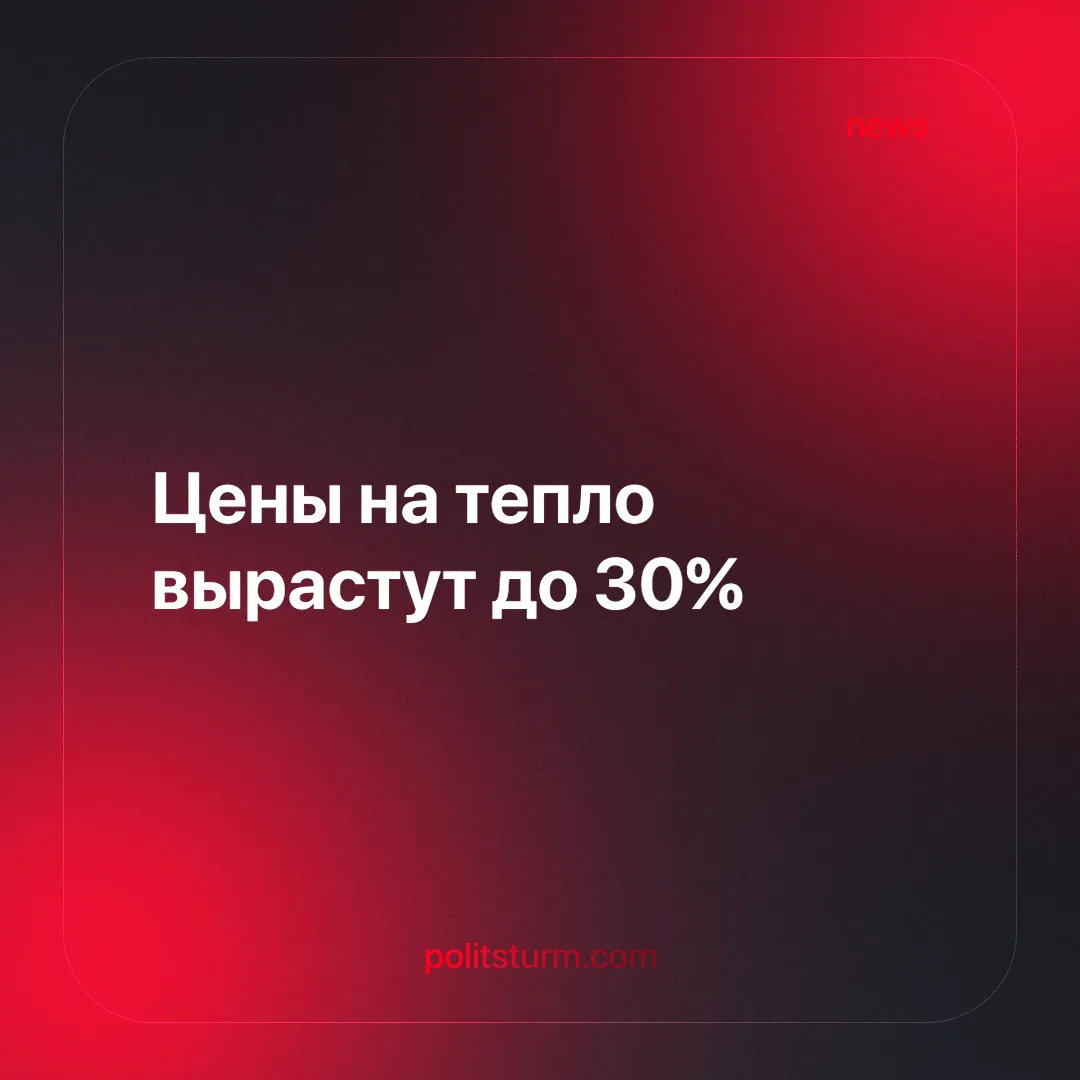 news
Цены на тепло
вырастут до 30%
politsturm.com